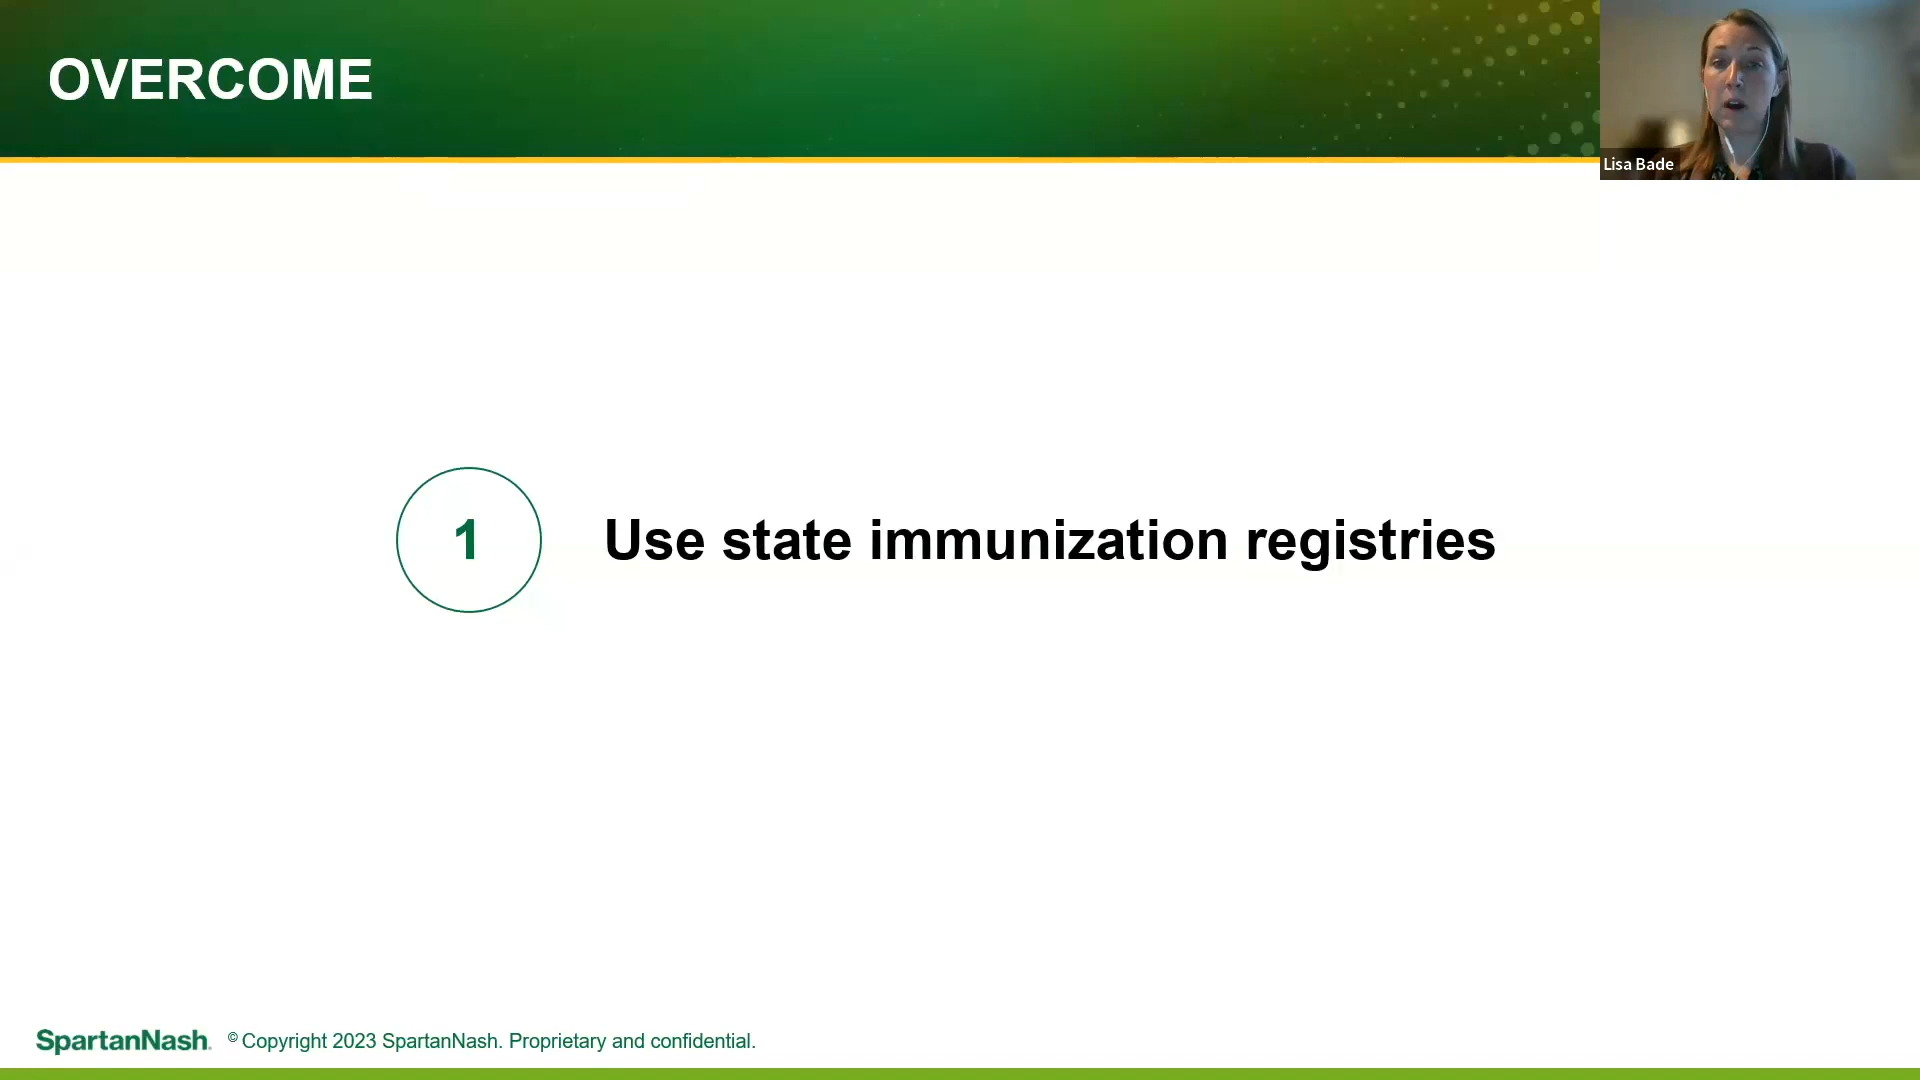 OVERCOME
Lisa Bade
1
Use state immunization registries
SpartanNash.
© Copyright 2023 SpartanNash. Proprietary and confidential.